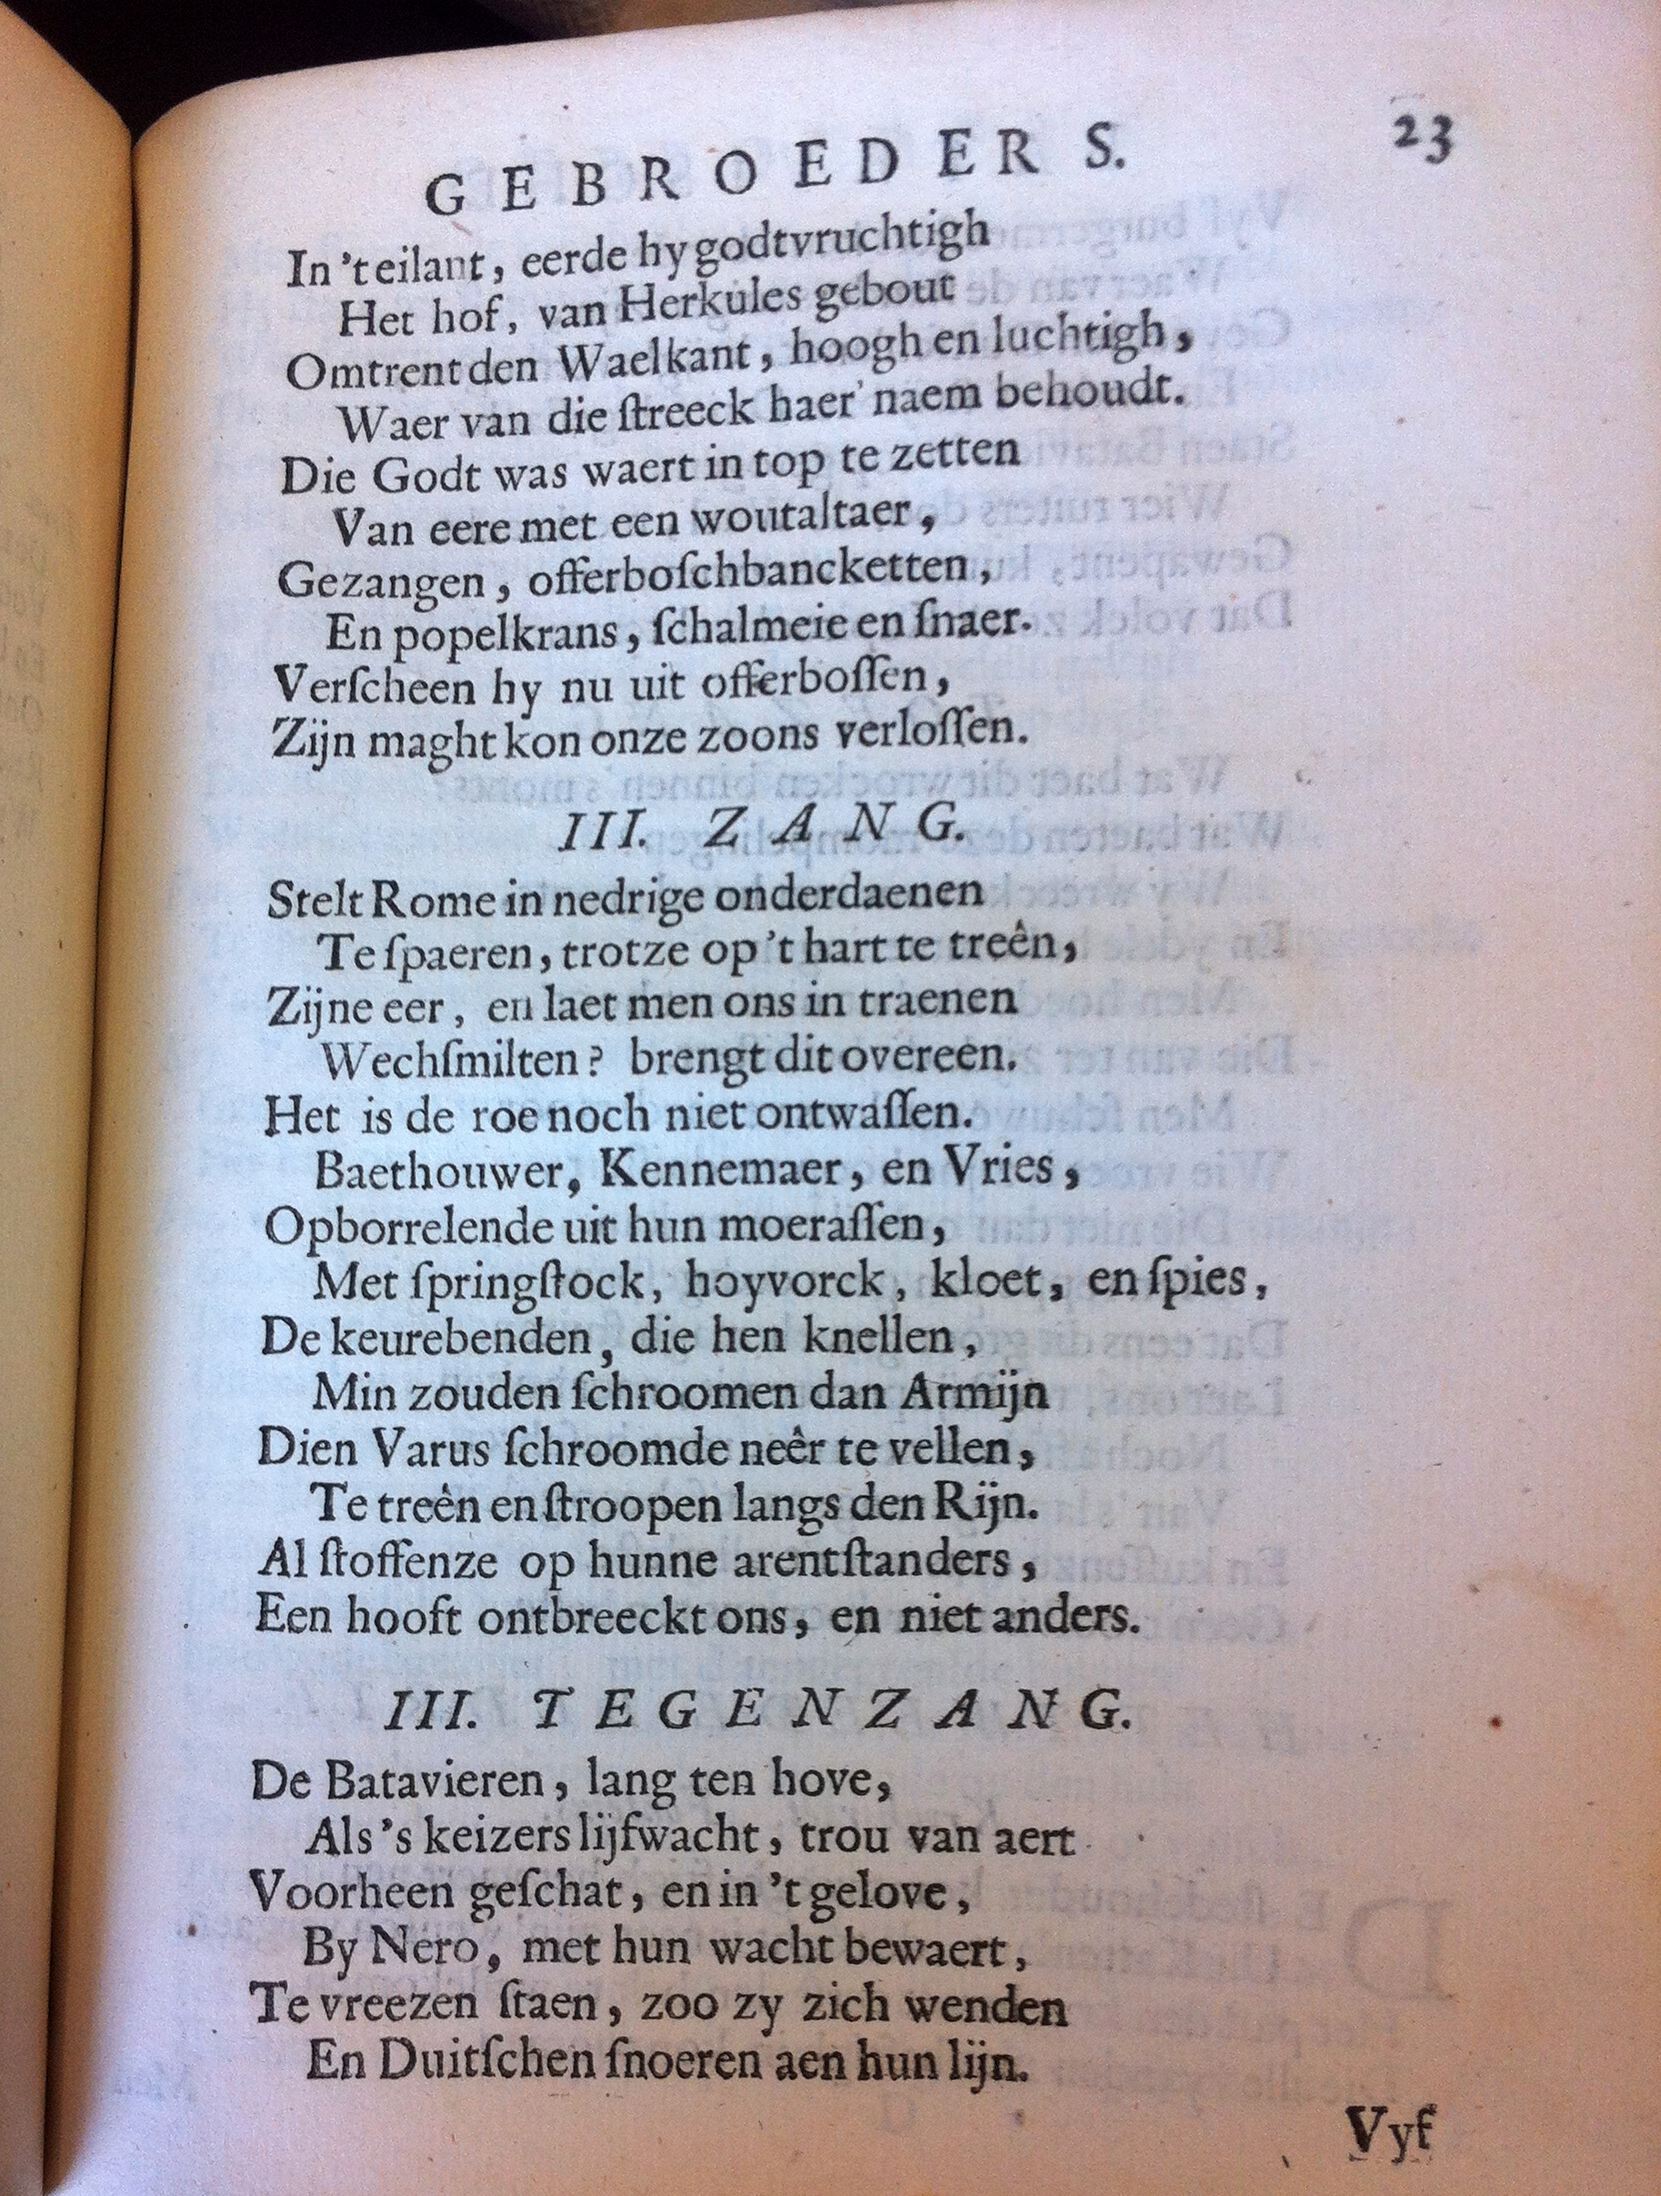 GEBROEDERS. 23
In 't eilant, eerde hy godtvruchtigh
Het hof, van Herkules gebout
Omtrent den Waelkant, hoogh en luchtigh,
Waer van die ſtreeck haer' naem behoudt.
Die Godt was waert in top te zetten
Van eere met een woutaltaer,
Gezangen, offerboſchbancketten,
En popelkrans, ſchalmeie en ſnaer.
Verſcheen hy nu uit offerboſſen,
Zijn maght kon onze zoons verloſſen.
III. ZANG.
Stelt Rome in nedrige onderdaenen
Te ſpaeren, trotze op 't hart te treên,
Zijne eer, en laet men ons in traenen
Wechſmilten? brengt dit overeen.
Het is de roe noch niet ontwaſſen.
Baethouwer, Kennemaer, en Vries,
Opborrelende uit hun moeraſſen,
Met ſpringſtock, hoyvorck, kloet, en ſpies,
De keurebenden, die hen knellen,
Min zouden ſchroomen dan Armijn
Dien Varus ſchroomde neêr te vellen,
Te treên en ſtroopen langs den Rijn.
Al ſtoffenze op hunne arentſtanders,
Een hooft ontbreeckt ons, en niet anders.
III. TEGENZANG.
De Batavieren, lang ten hove,
Als 's keizers lijfwacht, trou van aert
Voorheen geſchat, en in 't gelove,
By Nero, met hun wacht bewaert,
Te vreezen ſtaen, zoo zy zich wenden
En Duitſchen ſnoeren aen hun lijn.
Vyf